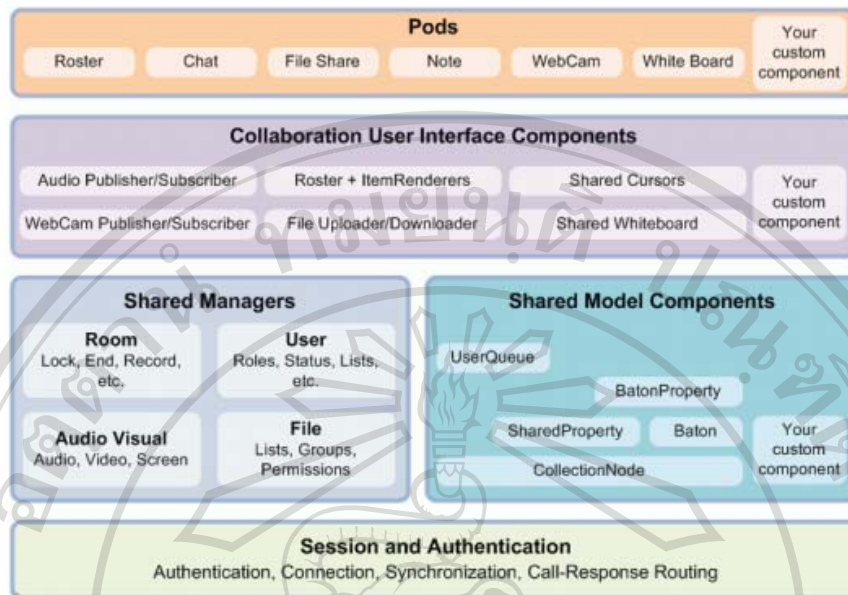 Pods
Roster
Chat
File Share
Note
WebCam
White Board
Your
custom
component
Collaboration User Interface Components
Audio Publisher/Subscriber
Roster + ItemRenderers
Shared Cursors
WebCam Publisher/Subscriber
File Uploader/Downloader
Shared Whiteboard
Your
custom
component
Shared Managers
Room
Lock, End, Record,
etc.
User
Roles, Status, Lists,
etc.
Audio Visual
Audio, Video, Screen
File
Lists, Groups,
Permissions
Shared Model Components
UserQueue
BatonProperty
SharedProperty
Baton
CollectionNode
Your
custom
component
Session and Authentication
Authentication, Connection, Synchronization, Call-Response Routing